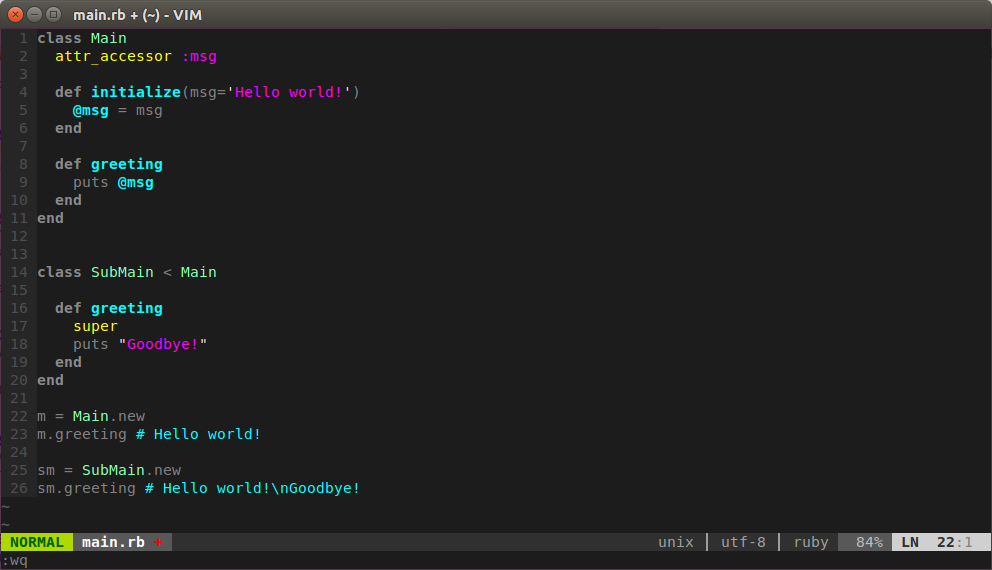 main.rb + (~) - VIM
1 class Main
2   attr_accessor :msg
3
4   def initialize(msg='Hello world!')
5     @msg = msg
6   end
7
8   def greeting
9     puts @msg
10   end
11 end
12
13
14 class SubMain < Main
15
16   def greeting
17     super
18     puts "Goodbye!"
19   end
20 end
21
22 m = Main.new
23 m.greeting # Hello world!
24
25 sm = SubMain.new
26 sm.greeting # Hello world!\nGoodbye!
~
~
NORMAL main.rb + unix | utf-8 | ruby 84% LN 22:1
:wq